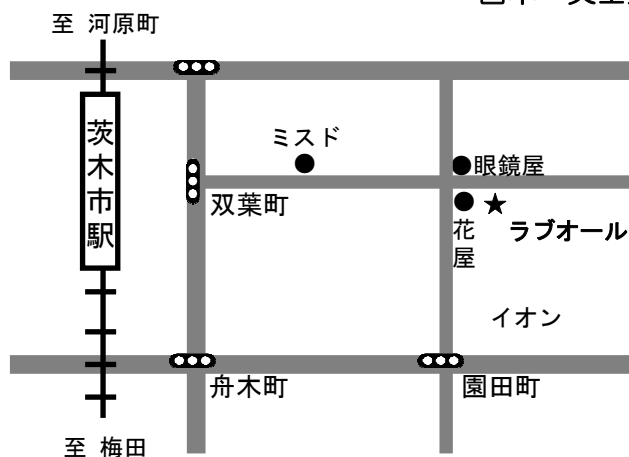 至 河原町
茨木市駅
ミスド
眼鏡屋
双葉町
花屋
ラブオール
イオン
舟木町
園田町
至 梅田